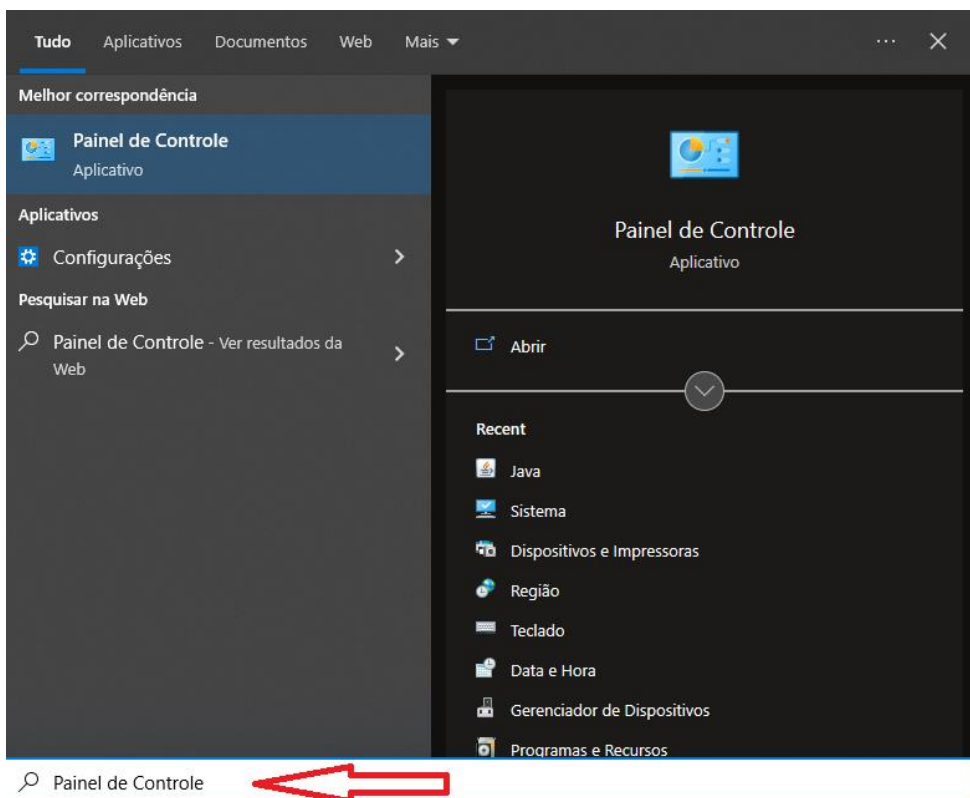 Tudo Aplicativos Documentos Web Mais
Melhor correspondência
Painel de Controle
Aplicativo
Aplicativos
Configurações
Pesquisar na Web
Painel de Controle - Ver resultados da
Web
Painel de Controle
Aplicativo
Abrir
Recent
Java
Sistema
Dispositivos e Impressoras
Região
Teclado
Data e Hora
Gerenciador de Dispositivos
Programas e Recursos
Painel de Controle